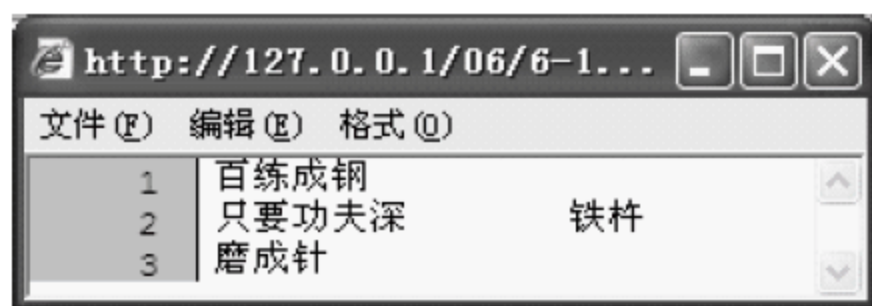 http://127.0.0.1/06/6-1...
文件(F) 编辑(E) 格式(O)
1 百练成钢
2 只要功夫深 铁杵
3 磨成针